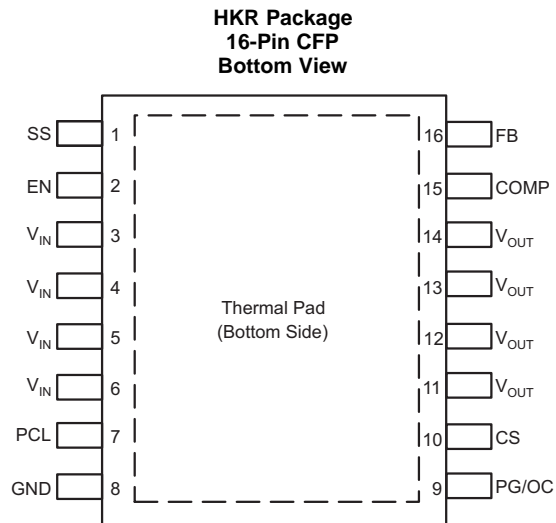 HKR Package
16-Pin CFP
Bottom View
SS 1 16 FB
EN 2 15 COMP
VIN 3 14 VOUT
VIN 4 13 VOUT
Thermal Pad
(Bottom Side)
VIN 5 12 VOUT
VIN 6 11 VOUT
PCL 7 10 CS
GND 8 9 PG/OC